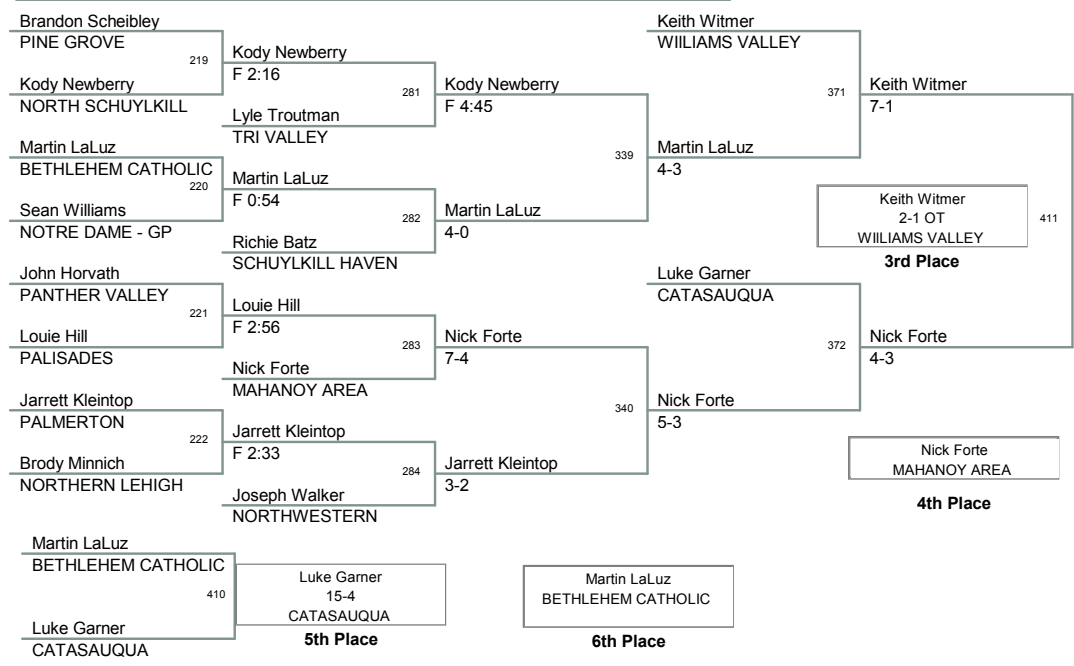 Brandon Scheibley
PINE GROVE
219
Kody Newberry
NORTH SCHUYLKILL
Martin LaLuz
BETHLEHEM CATHOLIC
220
Sean Williams
NOTRE DAME - GP
John Horvath
PANTHER VALLEY
221
Louie Hill
PALISADES
Jarrett Kleintop
PALMERTON
222
Brody Minnich
NORTHERN LEHIGH
Kody Newberry
F 2:16
281
Lyle Troutman
TRI VALLEY
Martin LaLuz
F 0:54
282
Richie Batz
SCHUYLKILL HAVEN
Louie Hill
F 2:56
283
Nick Forte
MAHANOY AREA
Jarrett Kleintop
F 2:33
284
Joseph Walker
NORTHWESTERN
Kody Newberry
F 4:45
339
Martin LaLuz
4-0
Nick Forte
7-4
340
Jarrett Kleintop
3-2
Keith Witmer
WIILIAMS VALLEY
371
Martin LaLuz
4-3
Luke Garner
CATASAUQUA
372
Nick Forte
5-3
Keith Witmer
7-1
411
Nick Forte
4-3
Keith Witmer
2-1 OT
WIILIAMS VALLEY
3rd Place
Nick Forte
MAHANOY AREA
4th Place
Martin LaLuz
BETHLEHEM CATHOLIC
410
Luke Garner
CATASAUQUA
Luke Garner
15-4
CATASAUQUA
5th Place
Martin LaLuz
BETHLEHEM CATHOLIC
6th Place